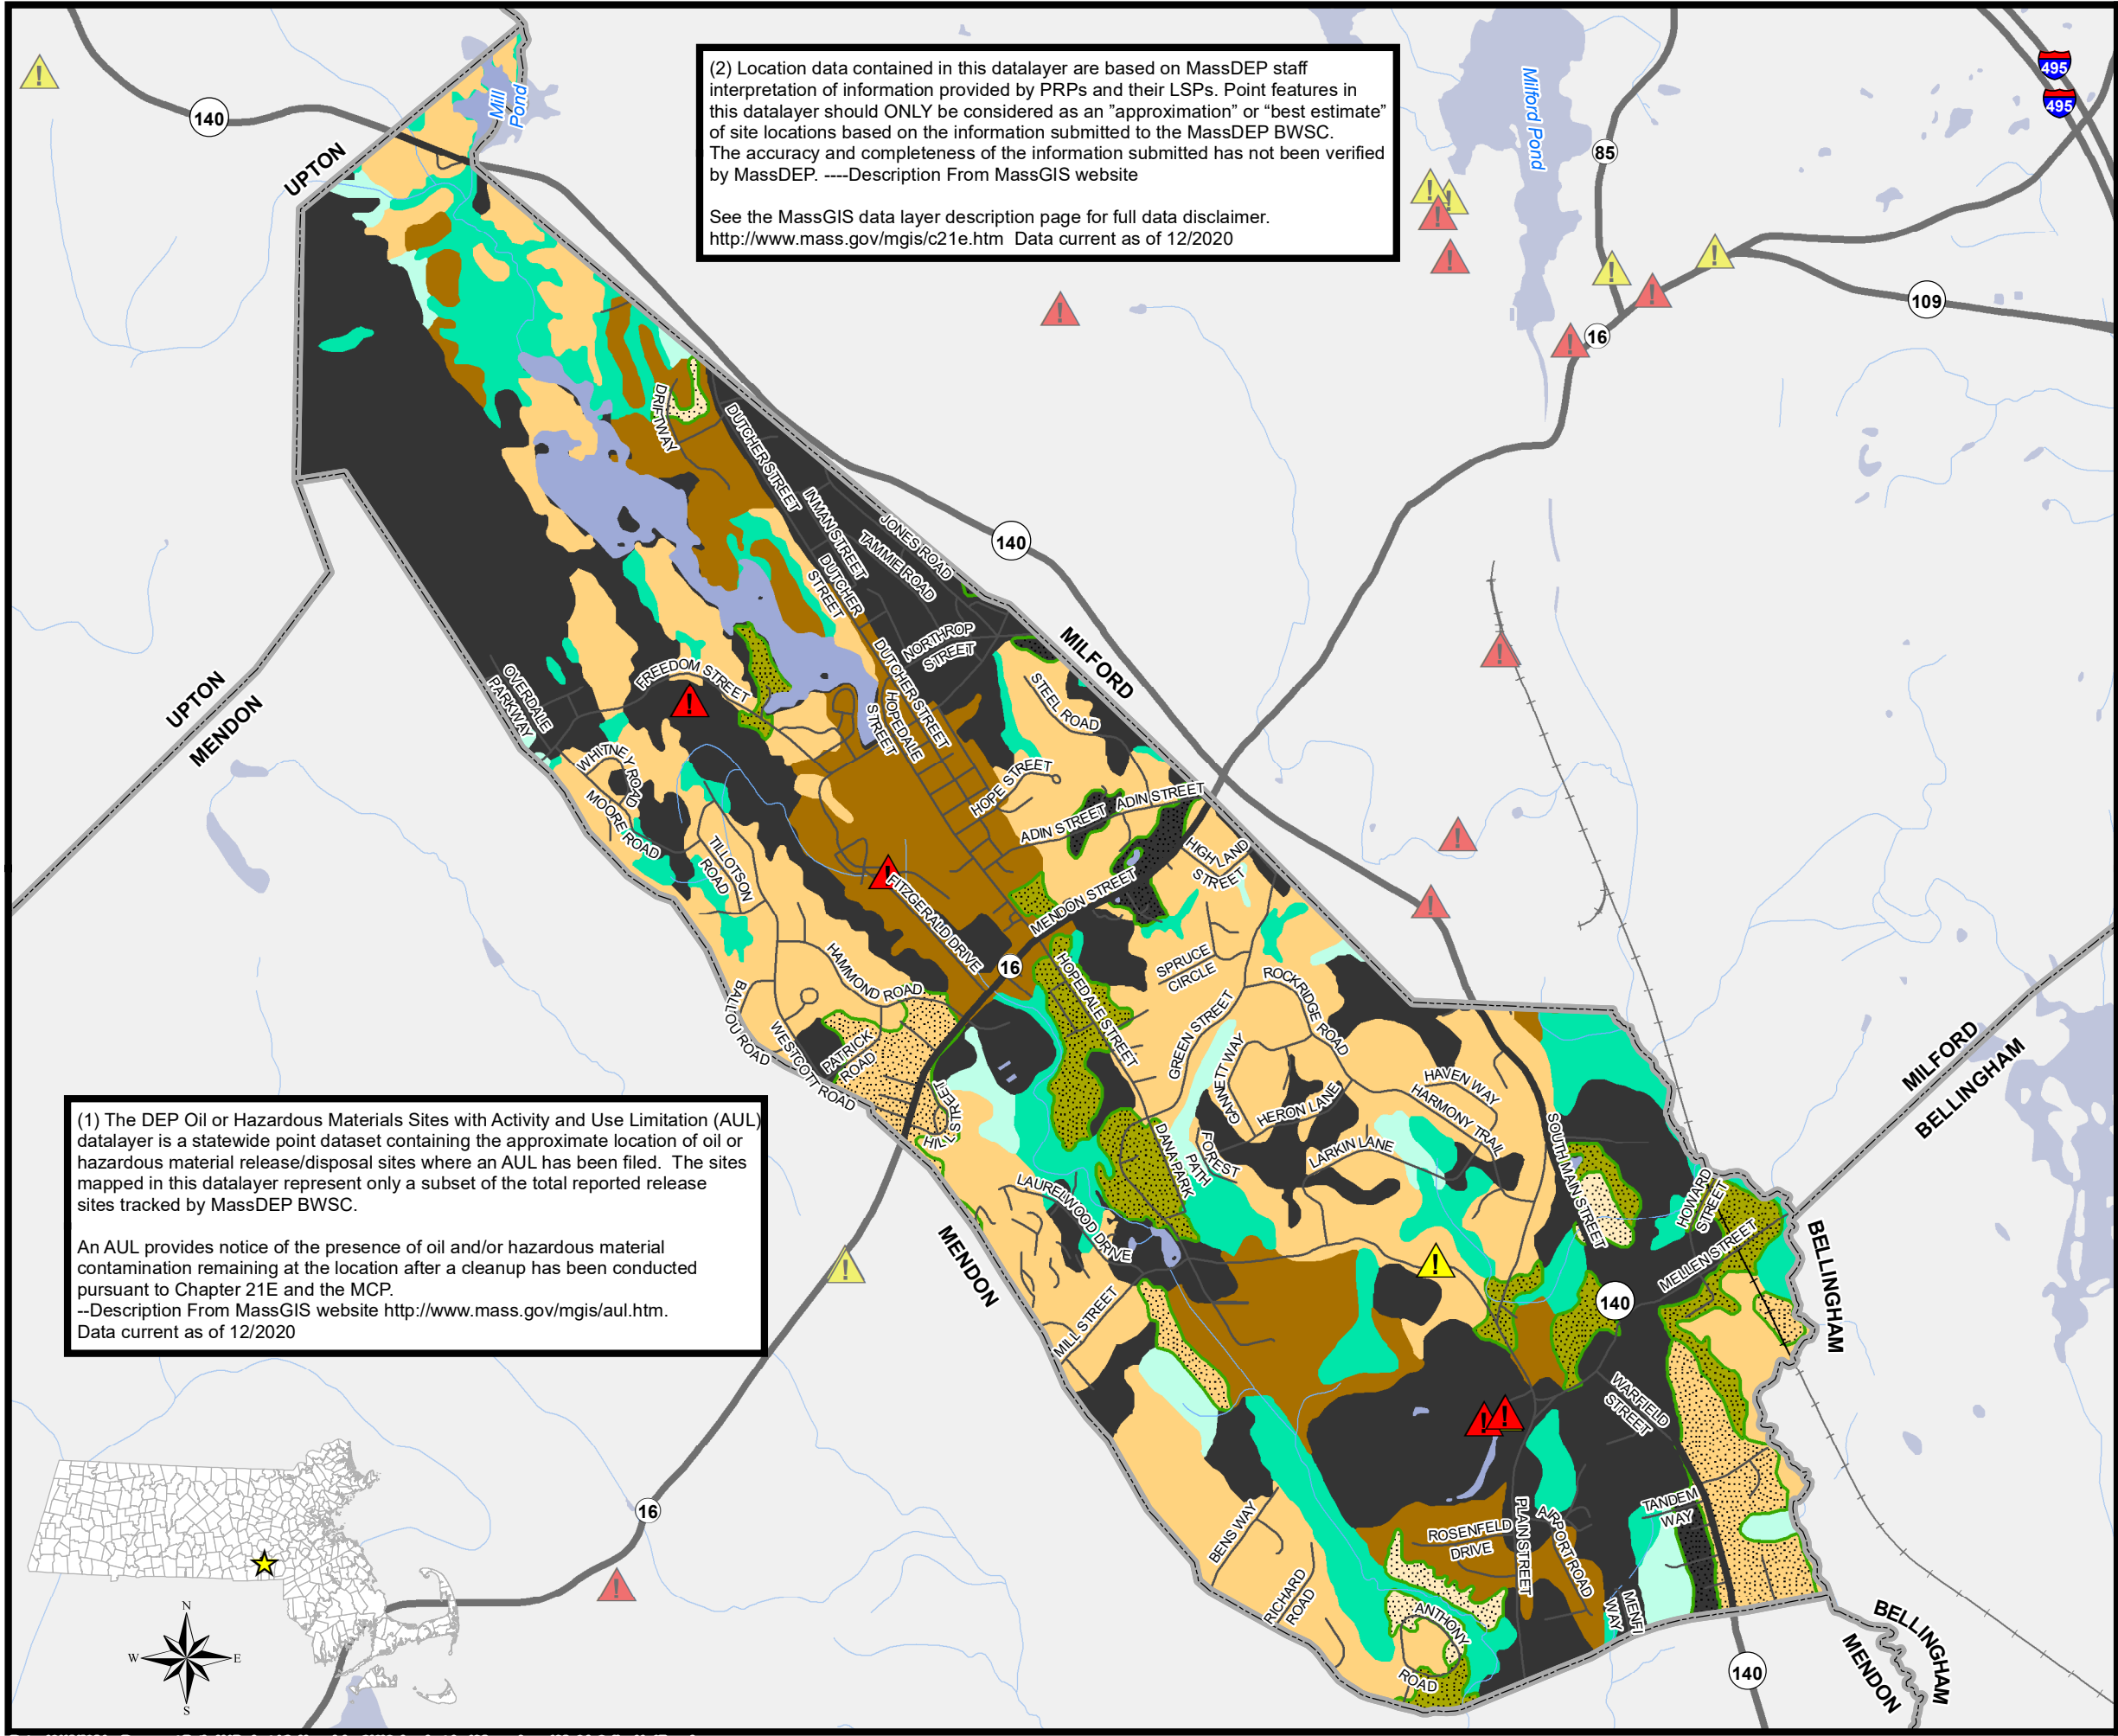 (2) Location data contained in this datalayer are based on MassDEP staff
interpretation of information provided by PRPs and their LSPs. Point features in
this datalayer should ONLY be considered as an ”approximation” or “best estimate”
of site locations based on the information submitted to the MassDEP BWSC.
The accuracy and completeness of the information submitted has not been verified
by MassDEP. ----Description From MassGIS website
See the MassGIS data layer description page for full data disclaimer.
http://www.mass.gov/mgis/c21e.htm Data current as of 12/2020
Mill
Pond
Milford Pond
495
495
140
85
UPTON
109
16
DRIFTWAY
DUTCHER STREET
INMAN STREET
JONES ROAD
TAMMIE ROAD
140
DUTCHER
STREET
NORTHROP
STREET
MILFORD
UPTON
MENDON
OVERDALE
PARKWAY
FREEDOM STREET
DUTCHER STREET
HOPEDALE
STREET
STEEL ROAD
WHITNEY ROAD
MOORE ROAD
HOPE STREET
ADIN STREET
ADIN STREET
TILLOTSON
ROAD
HIGHLAND
STREET
FITZGERALD DRIVE
MENDON STREET
16
HAMMOND ROAD
HOPEDALE STREET
SPRUCE
CIRCLE
ROCKRIDGE ROAD
BALLOU ROAD
WESTCOTT ROAD
PATRICK
ROAD
GREEN STREET
GANNETT WAY
HERON LANE
HAVEN WAY
HARMONY TRAIL
MILFORD
BELLINGHAM
HILL STREET
DANA PARK
FOREST
PATH
LARKIN LANE
SOUTH MAIN STREET
HOWARD
STREET
MELLEN STREET
BELLINGHAM
LAURELWOOD DRIVE
MENDON
MILL STREET
140
WARFIELD
STREET
(1) The DEP Oil or Hazardous Materials Sites with Activity and Use Limitation (AUL)
datalayer is a statewide point dataset containing the approximate location of oil or
hazardous material release/disposal sites where an AUL has been filed. The sites
mapped in this datalayer represent only a subset of the total reported release
sites tracked by MassDEP BWSC.
An AUL provides notice of the presence of oil and/or hazardous material
contamination remaining at the location after a cleanup has been conducted
pursuant to Chapter 21E and the MCP.
--Description From MassGIS website http://www.mass.gov/mgis/aul.htm.
Data current as of 12/2020
16
BENS WAY
RICHARD
ROAD
ROSENFELD
DRIVE
PLAIN STREET
AIRPORT ROAD
TANDEM
WAY
MENFI
WAY
ANTHONY
ROAD
140
BELLINGHAM
MENDON
N
W
E
S